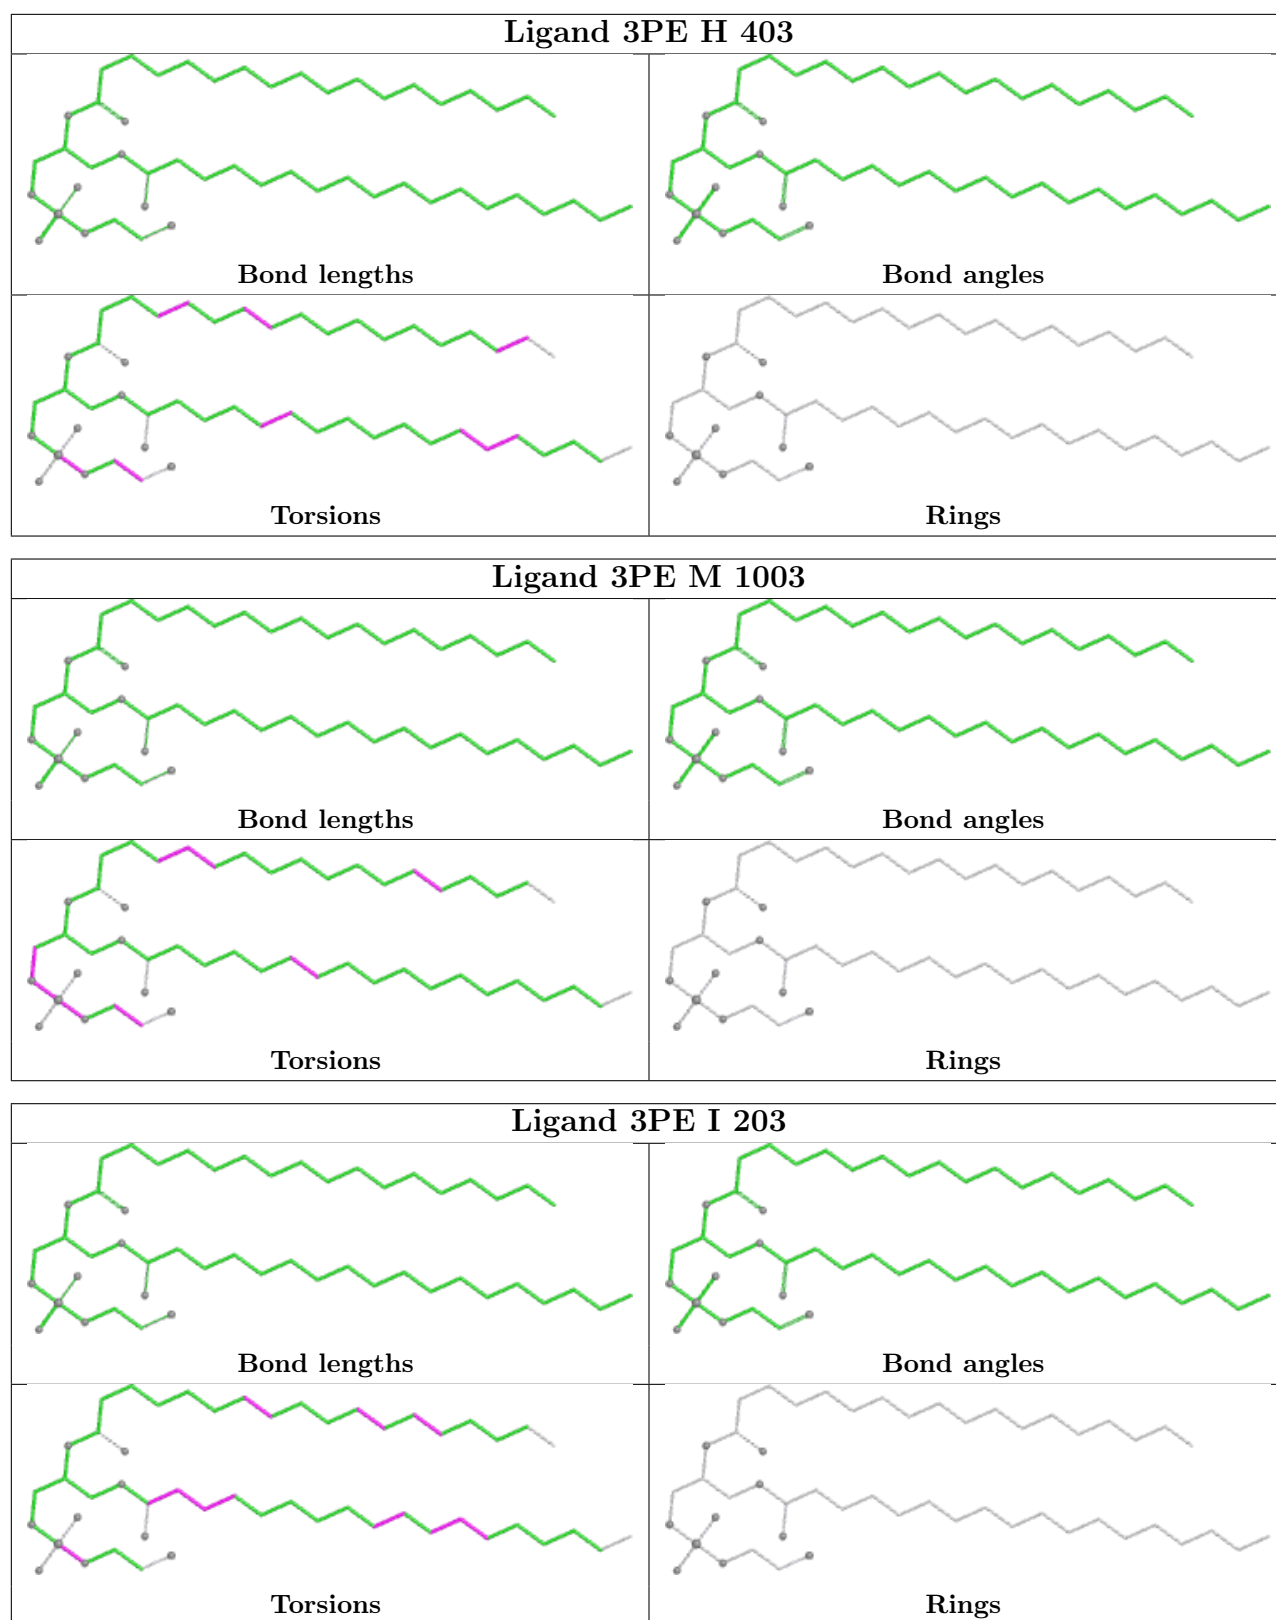 Ligand 3PE H 403
Bond lengths
Bond angles
Torsions
Rings
Ligand 3PE M 1003
Bond lengths
Bond angles
Torsions
Rings
Ligand 3PE I 203
Bond lengths
Bond angles
Torsions
Rings